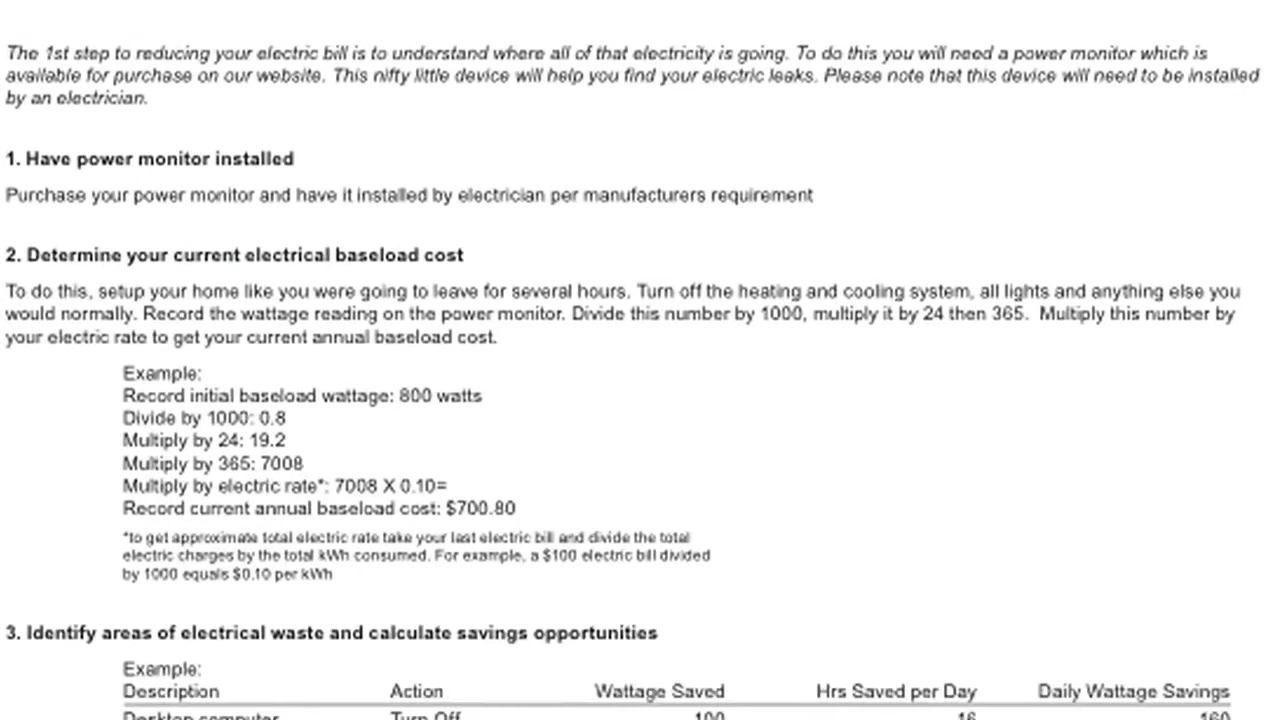 The 1st step to reducing your electric bill is to understand where all of that electricity is going. To do this you will need a power monitor which is
available for purchase on our website. This nifty little device will help you find your electric leaks. Please note that this device will need to be installed
by an electrician.
1. Have power monitor installed
Purchase your power monitor and have it installed by electrician per manufacturers requirement
2. Determine your current electrical baseload cost
To do this, setup your home like you were going to leave for several hours. Turn off the heating and cooling system, all lights and anything else you
would normally. Record the wattage reading on the power monitor. Divide this number by 1000, multiply it by 24 then 365. Multiply this number by
your electric rate to get your current annual baseload cost.
Example:
Record initial baseload wattage: 800 watts
Divide by 1000: 0.8
Multiply by 24: 19.2
Multiply by 365: 7008
Multiply by electric rate*: 7008 X 0.10=
Record current annual baseload cost: $700.80
*to get approximate total electric rate take your last electric bill and divide the total
electric charges by the total kWh consumed. For example, a $100 electric bill divided
by 1000 equals $0.10 per kWh
3. Identify areas of electrical waste and calculate savings opportunities
Example:
Description Action Wattage Saved Hrs Saved per Day Daily Wattage Savings
Desktop computer Turn Off 100 16 160